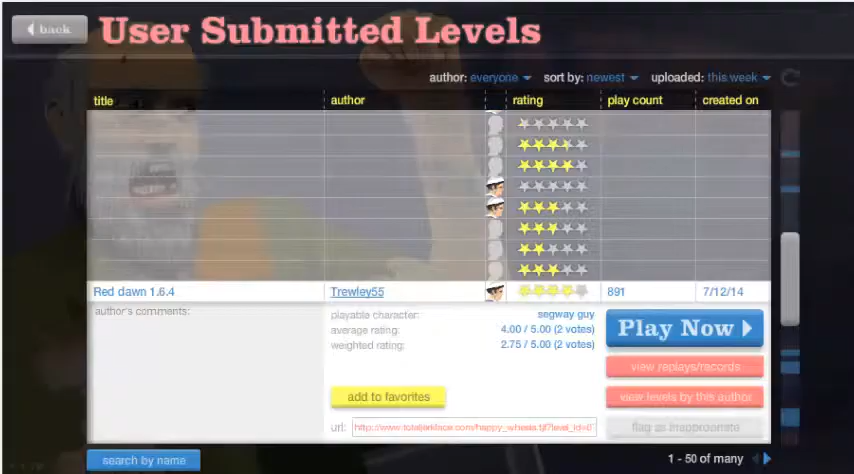 back
User Submitted Levels
author: everyone sort by: newest uploaded: this week
title author rating play count created on
Red dawn 1.6.4 Trewley55 891 7/12/14
author's comments:
playable character: segway guy
average rating: 4.00 / 5.00 (2 votes)
weighted rating: 2.75 / 5.00 (2 votes)
Play Now
view replays/records
add to favorites
view levels by this author
url: http://www.totaljerkface.com/happy_wheels.tjf?level_id=
flag as inappropriate
search by name
1 - 50 of many